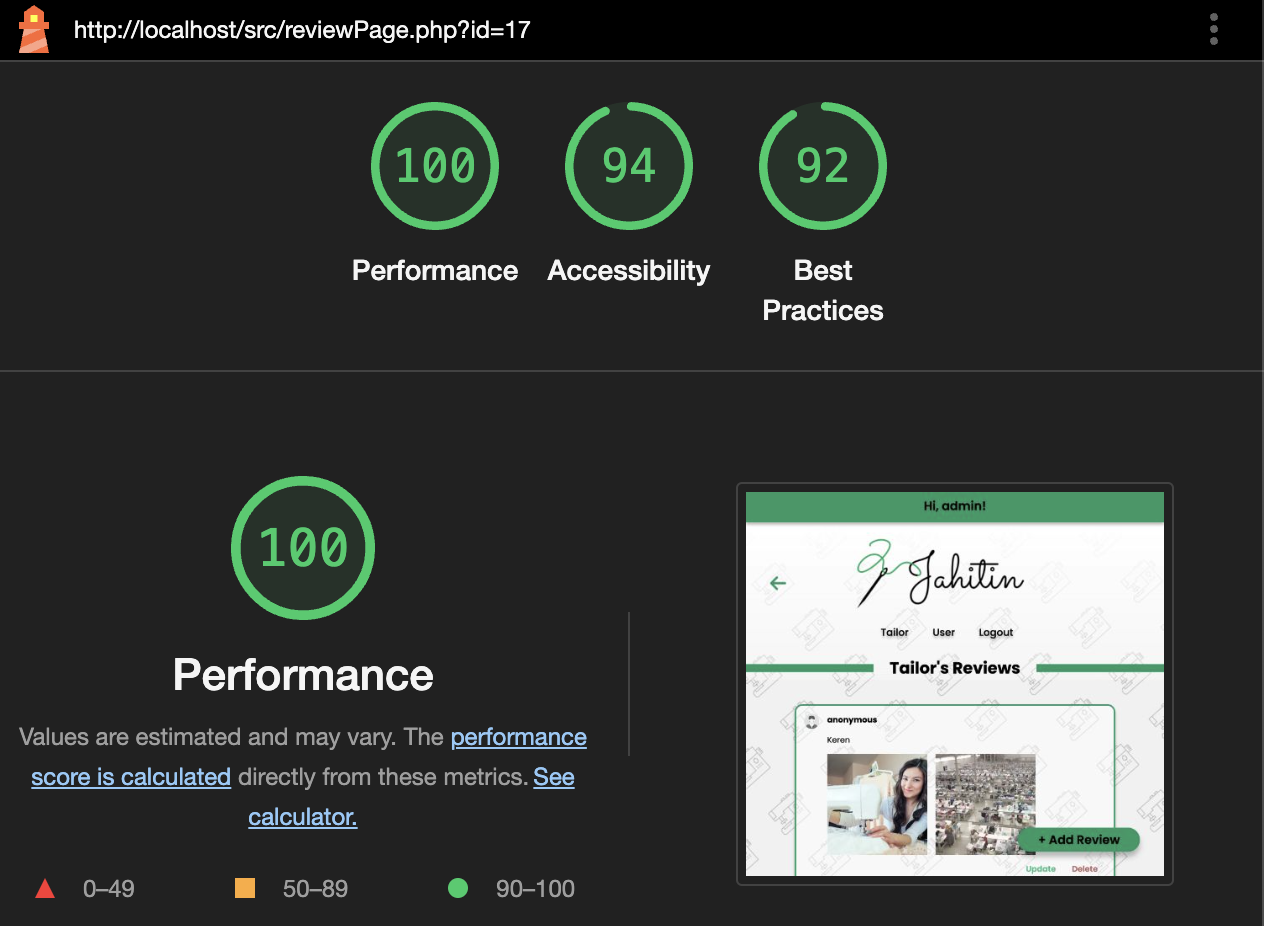 http://localhost/src/reviewPage.php?id=17
100
94
92
Performance
Accessibility
Best
Practices
100
Performance
Values are estimated and may vary. The performance
score is calculated directly from these metrics. See
calculator.
0–49
50–89
90–100
Hi, admin!
Jahitin
Tailor User Logout
Tailor's Reviews
anonymous
Keren
+ Add Review
Update Delete